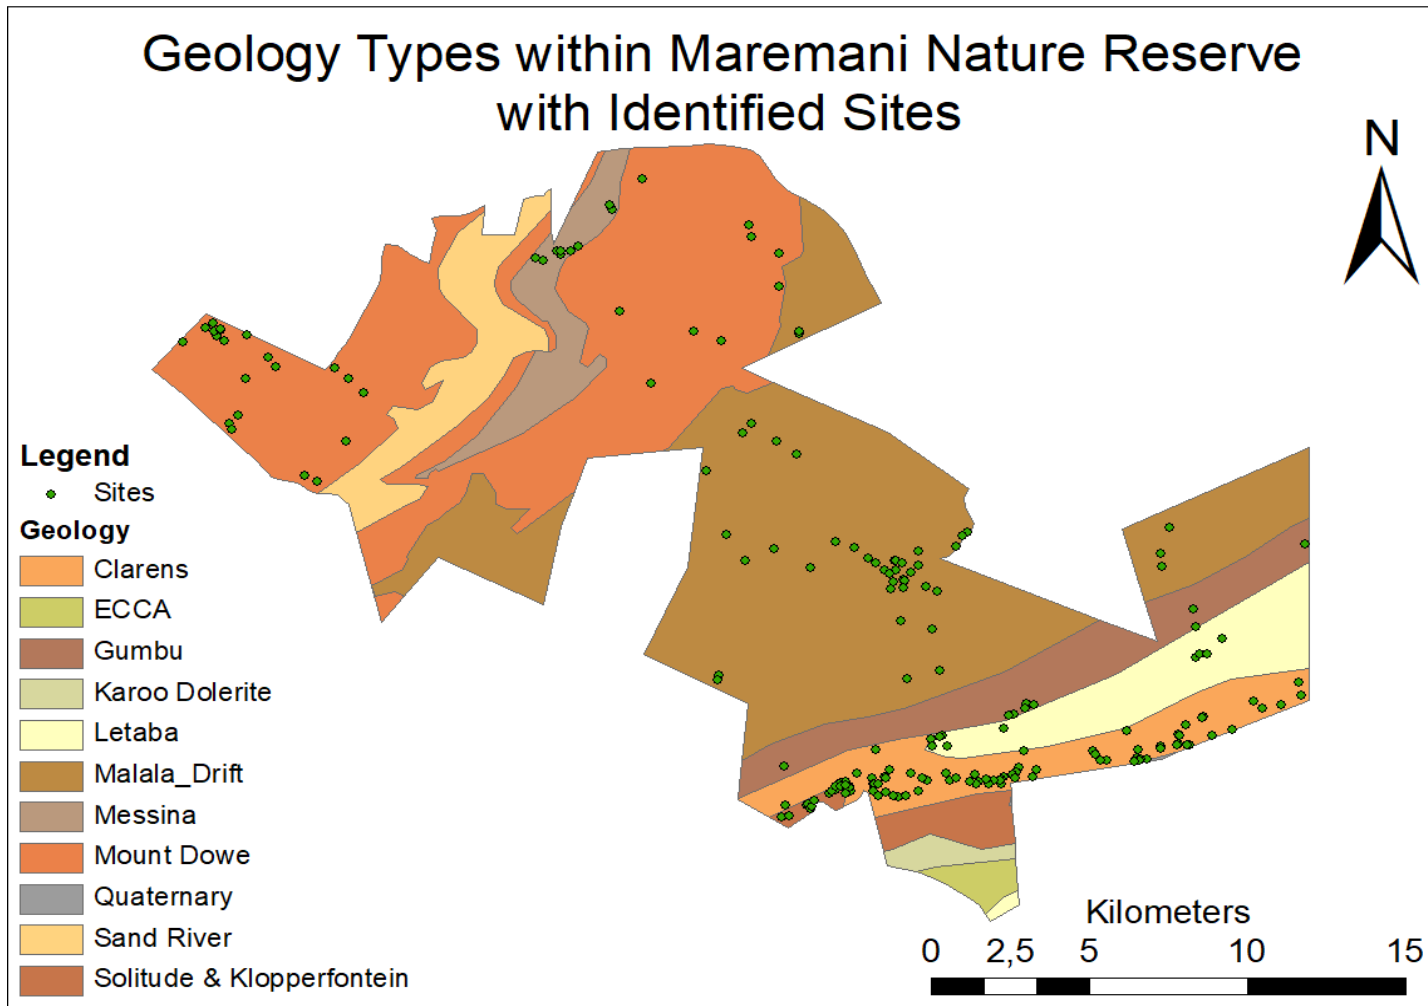 Geology Types within Maremani Nature Reserve
with Identified Sites
N
Legend
Sites
Geology
Clarens
ECCA
Gumbu
Karoo Dolerite
Letaba
Malala_Drift
Messina
Mount Dowe
Quaternary
Sand River
Solitude & Klopperfontein
Kilometers
0 2,5 5 10 15